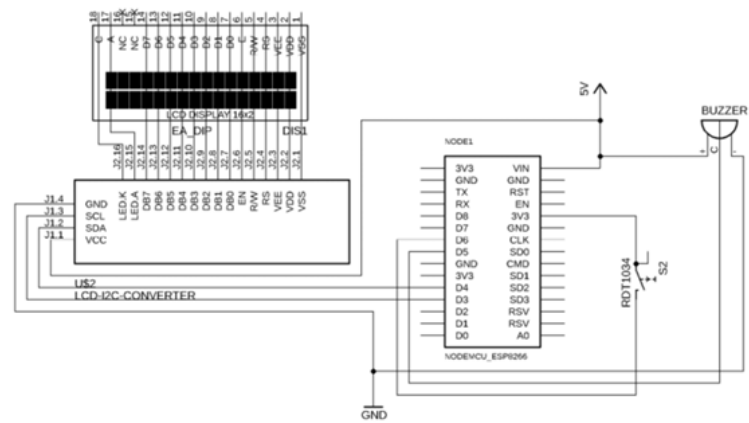 18 17 16 15 14 13 12 11 10 9 8 7 6 5 4 3 2 1
C A NC NC D7 D6 D5 D4 D3 D2 D1 D0 E R/W RS VEE VDD VSS
LCD DISPLAY 16x2
EA_DIP DIS1
J2.16 J2.15 J2.14 J2.13 J2.12 J2.11 J2.10 J2.9 J2.8 J2.7 J2.6 J2.5 J2.4 J2.3 J2.2 J2.1
LED.K LED.A DB7 DB6 DB5 DB4 DB3 DB2 DB1 DB0 EN R/W RS VEE VDD VSS
J1.4 GND
J1.3 SCL
J1.2 SDA
J1.1 VCC
U$2
LCD-I2C-CONVERTER
5V
BUZZER
+ C -
NODE1
3V3 VIN
GND GND
TX RST
RX EN
D8 3V3
D7 GND
D6 CLK
D5 SD0
GND CMD
3V3 SD1
D4 SD2
D3 SD3
D2 RSV
D1 RSV
D0 A0
NODEMCU_ESP8266
RDT1034
S2
GND